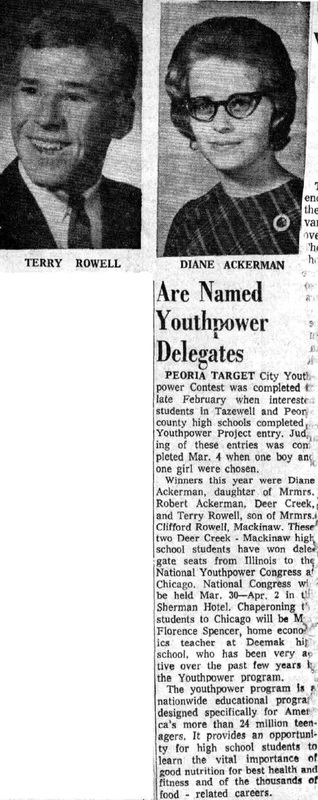 TERRY ROWELL
DIANE ACKERMAN
Are Named
Youthpower
Delegates
PEORIA TARGET City Youth
power Contest was completed
late February when intereste
students in Tazewell and Peor
county high schools completed
Youthpower Project entry. Jud
ing of these entries was com
pleted Mar. 4 when one boy and
one girl were chosen.
Winners this year were Diane
Ackerman, daughter of Mrmrs.
Robert Ackerman, Deer Creek,
and Terry Rowell, son of Mrmrs.
Clifford Rowell, Mackinaw. These
two Deer Creek - Mackinaw high
school students have won dele
gate seats from Illinois to the
National Youthpower Congress at
Chicago. National Congress wi
be held Mar. 30—Apr. 2 in th
Sherman Hotel. Chaperoning th
students to Chicago will be M
Florence Spencer, home econo
ics teacher at Deemak hig
school, who has been very ac
tive over the past few years
the Youthpower program.
The youthpower program is a
nationwide educational progra
designed specifically for Amer
ca's more than 24 million teen-
agers. It provides an opportuni-
ty for high school students to
learn the vital importance of
good nutrition for best health and
fitness and of the thousands of
food - related careers.